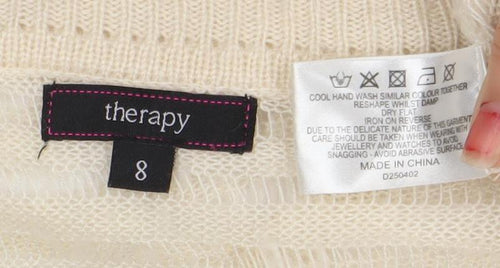 therapy
8
COOL HAND WASH SIMILAR COLOUR TOGETHER
RESHAPE WHILST DAMP
DRY FLAT
IRON ON REVERSE
DUE TO THE DELICATE NATURE OF THIS GARMENT
CARE SHOULD BE TAKEN WHEN WEARING WITH
JEWELLERY AND WATCHES TO AVOID
SNAGGING - AVOID ABRASIVE SURFACE
MADE IN CHINA
D250402